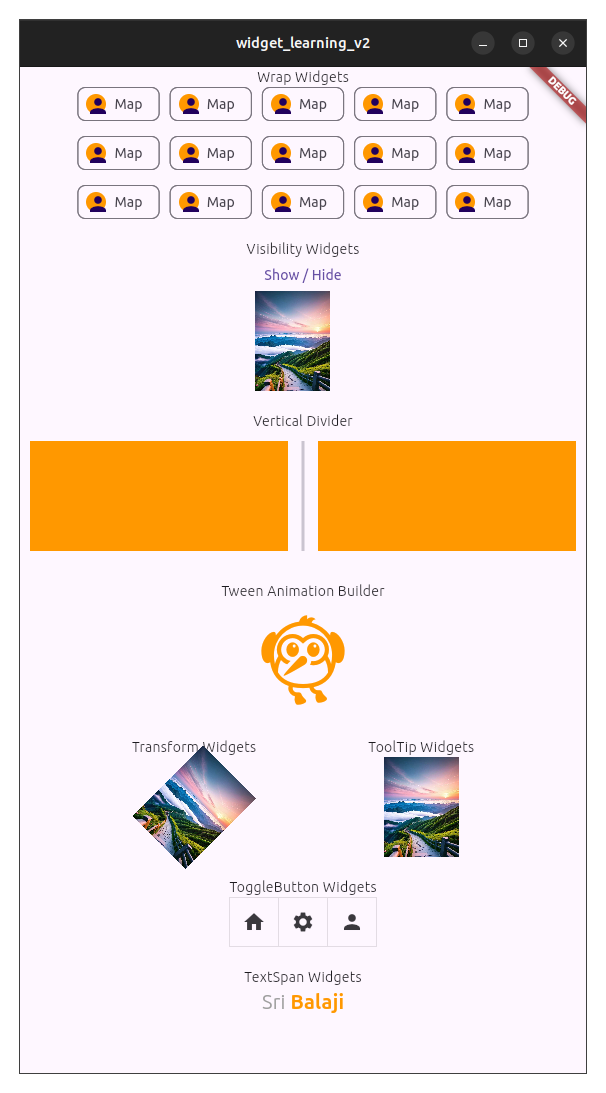 widget_learning_v2
DEBUG
Wrap Widgets
Map Map Map Map Map
Map Map Map Map Map
Map Map Map Map Map
Visibility Widgets
Show / Hide
Vertical Divider
Tween Animation Builder
Transform Widgets ToolTip Widgets
ToggleButton Widgets
TextSpan Widgets
Sri Balaji